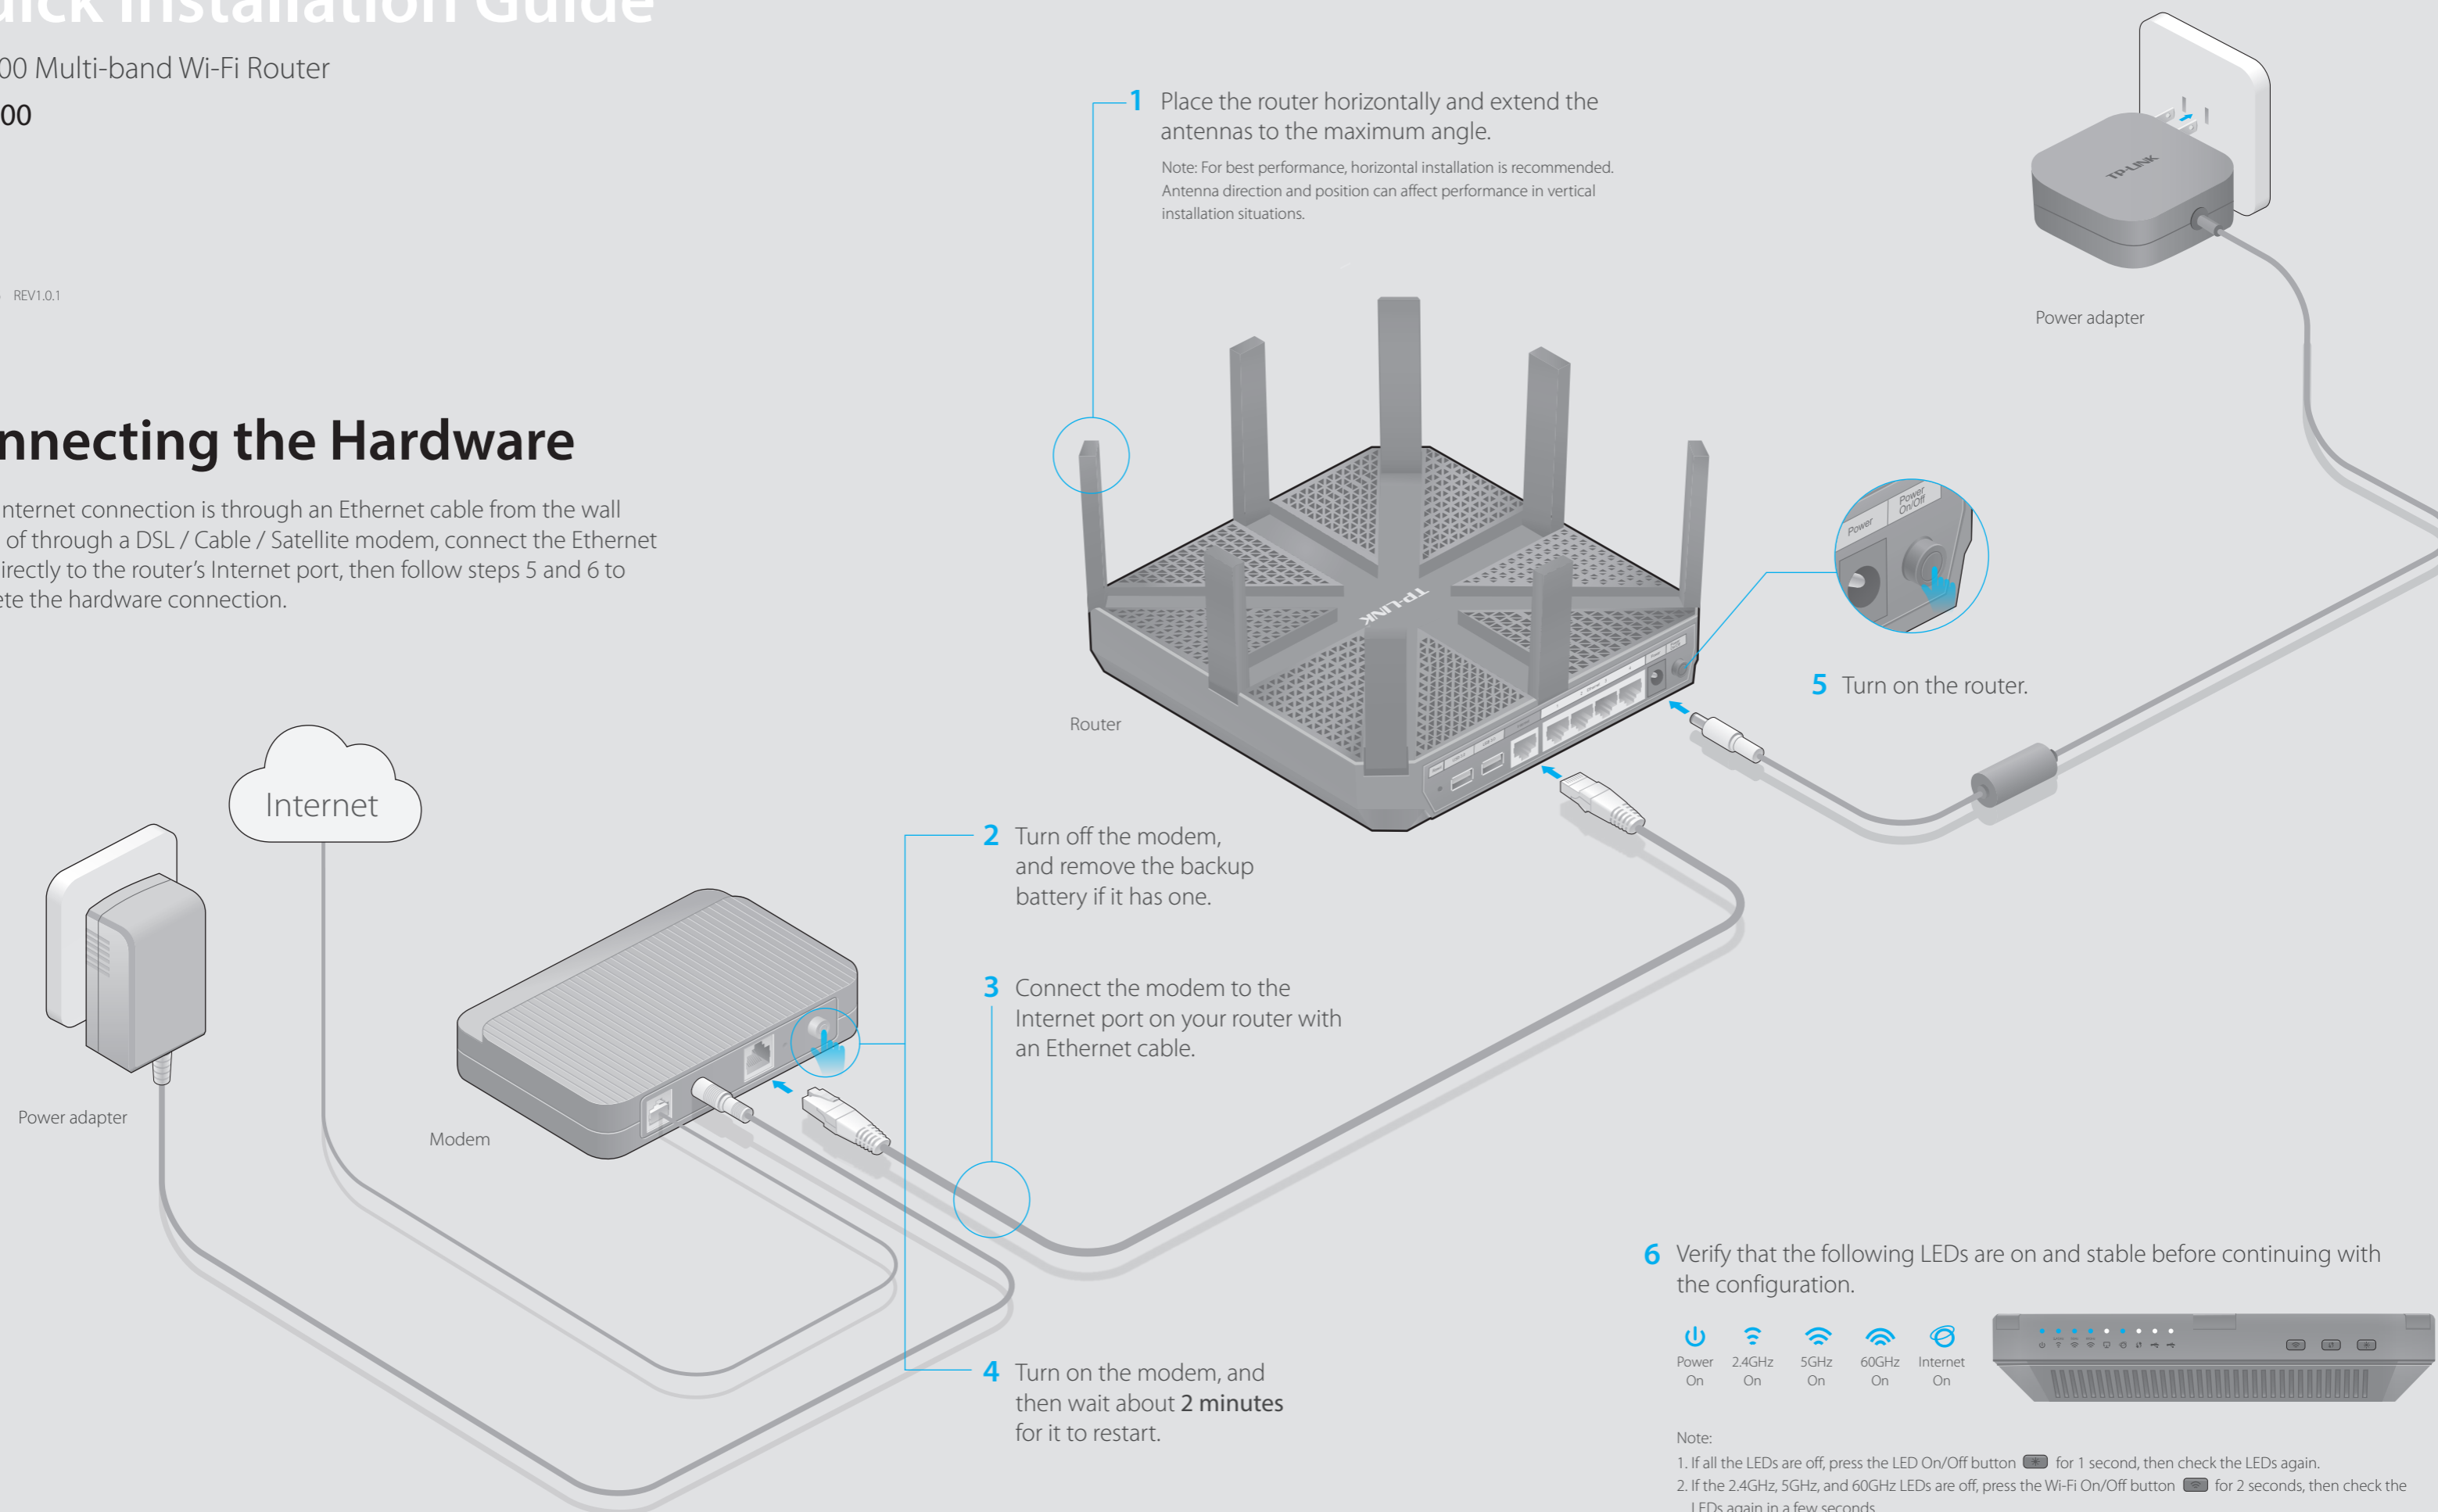 uick Installation Guide
00 Multi-band Wi-Fi Router
00
REV1.0.1
nnecting the Hardware
nternet connection is through an Ethernet cable from the wall
of through a DSL / Cable / Satellite modem, connect the Ethernet
irectly to the router’s Internet port, then follow steps 5 and 6 to
ete the hardware connection.
1 Place the router horizontally and extend the
antennas to the maximum angle.
Note: For best performance, horizontal installation is recommended.
Antenna direction and position can affect performance in vertical
installation situations.
TP-LINK
Power adapter
Power
Power
On/Off
5 Turn on the router.
TP-LINK
Router
Internet
Power adapter
Modem
2 Turn off the modem,
and remove the backup
battery if it has one.
3 Connect the modem to the
Internet port on your router with
an Ethernet cable.
4 Turn on the modem, and
then wait about 2 minutes
for it to restart.
6 Verify that the following LEDs are on and stable before continuing with
the configuration.
Power 2.4GHz 5GHz 60GHz Internet
On On On On On
Note:
1. If all the LEDs are off, press the LED On/Off button for 1 second, then check the LEDs again.
2. If the 2.4GHz, 5GHz, and 60GHz LEDs are off, press the Wi-Fi On/Off button for 2 seconds, then check the
LEDs again in a few seconds